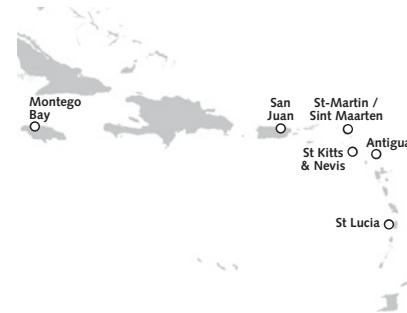 Montego
Bay
San
Juan
St-Martin /
Sint Maarten
Antigua
St Kitts
& Nevis
St Lucia